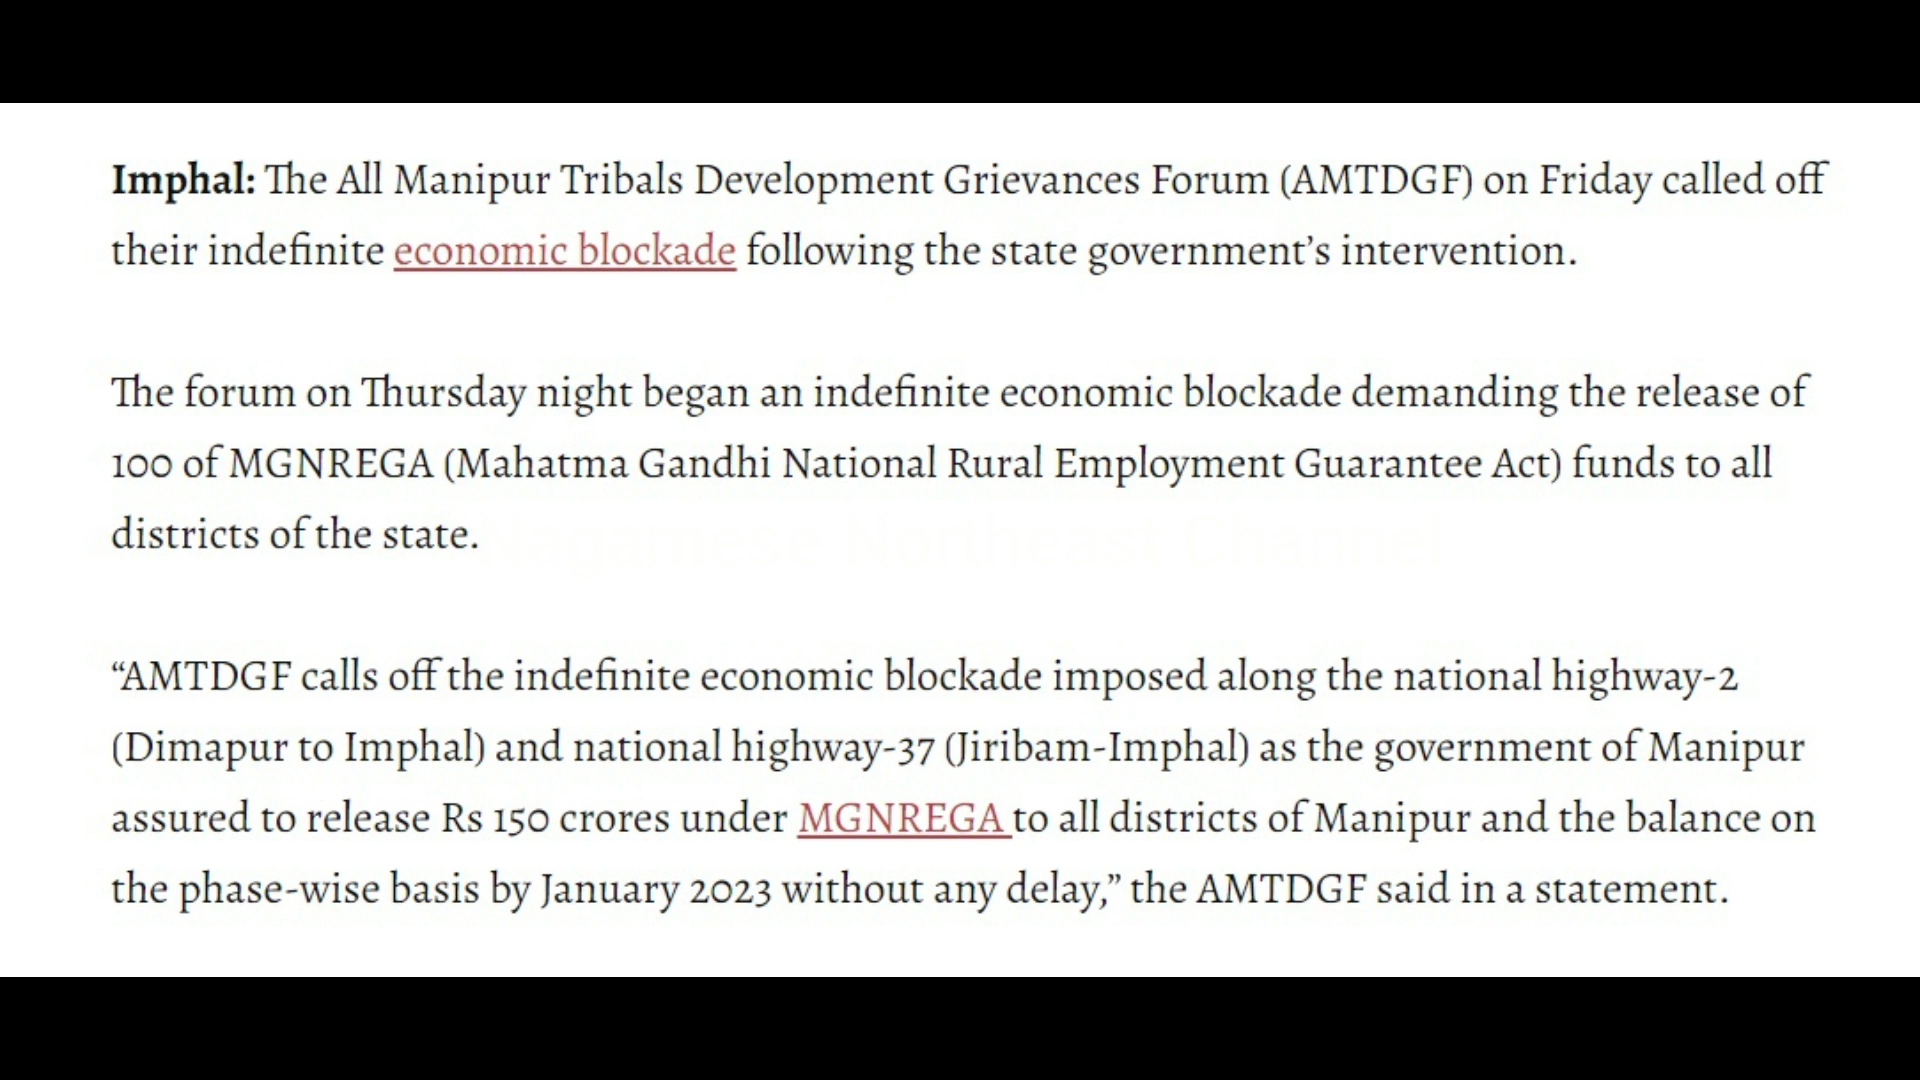 Imphal: The All Manipur Tribals Development Grievances Forum (AMTDGF) on Friday called off
their indefinite economic blockade following the state government’s intervention.
The forum on Thursday night began an indefinite economic blockade demanding the release of
100 of MGNREGA (Mahatma Gandhi National Rural Employment Guarantee Act) funds to all
districts of the state.
“AMTDGF calls off the indefinite economic blockade imposed along the national highway-2
(Dimapur to Imphal) and national highway-37 (Jiribam-Imphal) as the government of Manipur
assured to release Rs 150 crores under MGNREGA to all districts of Manipur and the balance on
the phase-wise basis by January 2023 without any delay,” the AMTDGF said in a statement.